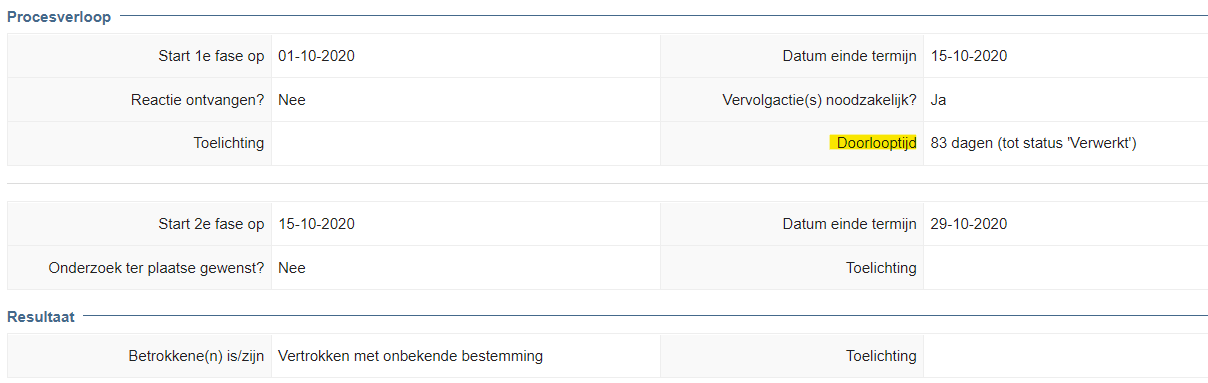 Procesverloop
Start 1e fase op 01-10-2020 Datum einde termijn 15-10-2020
Reactie ontvangen? Nee Vervolgactie(s) noodzakelijk? Ja
Toelichting Doorlooptijd 83 dagen (tot status 'Verwerkt')
Start 2e fase op 15-10-2020 Datum einde termijn 29-10-2020
Onderzoek ter plaatse gewenst? Nee Toelichting
Resultaat
Betrokkene(n) is/zijn Vertrokken met onbekende bestemming Toelichting